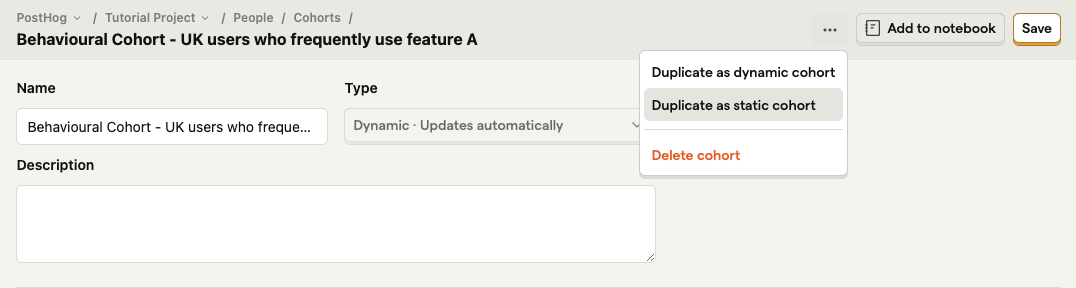 PostHog / Tutorial Project / People / Cohorts /
Behavioural Cohort - UK users who frequently use feature A
··· Add to notebook Save
Duplicate as dynamic cohort
Duplicate as static cohort
Delete cohort
Name Type
Behavioural Cohort - UK users who freque... Dynamic · Updates automatically
Description